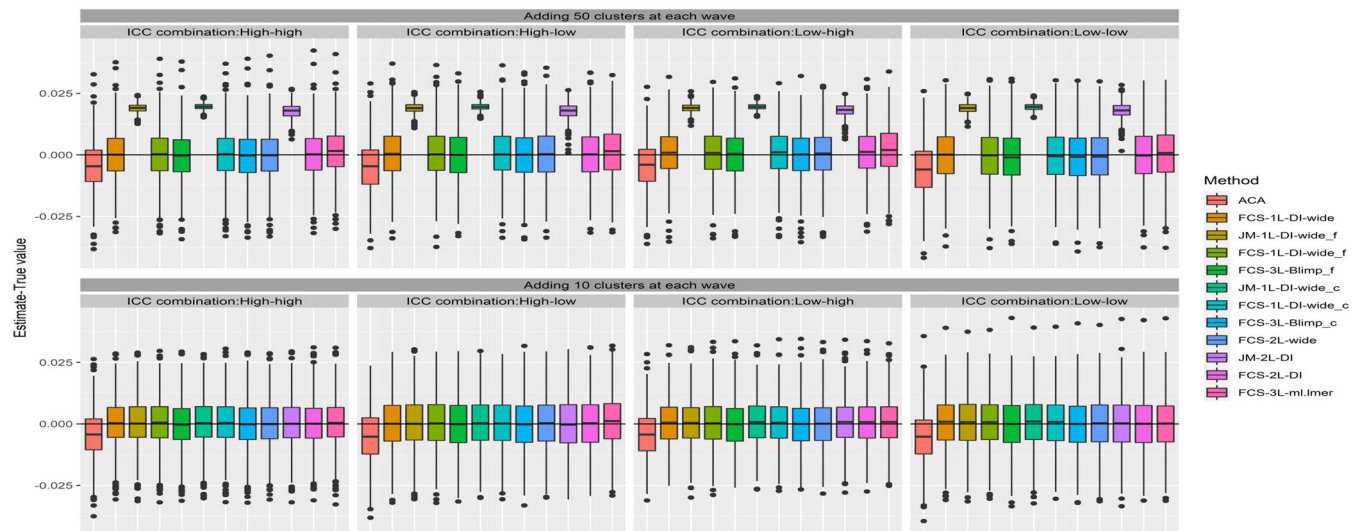 Adding 50 clusters at each wave
ICC combination:High-high
ICC combination:High-low
ICC combination:Low-high
ICC combination:Low-low
0.025
0.000
-0.025
Adding 10 clusters at each wave
ICC combination:High-high
ICC combination:High-low
ICC combination:Low-high
ICC combination:Low-low
0.025
0.000
-0.025
Estimate-True value
Method
ACA
FCS-1L-DI-wide
JM-1L-DI-wide_f
FCS-1L-DI-wide_f
FCS-3L-Blimp_f
JM-1L-DI-wide_c
FCS-1L-DI-wide_c
FCS-3L-Blimp_c
FCS-2L-wide
JM-2L-DI
FCS-2L-DI
FCS-3L-ml.lmer